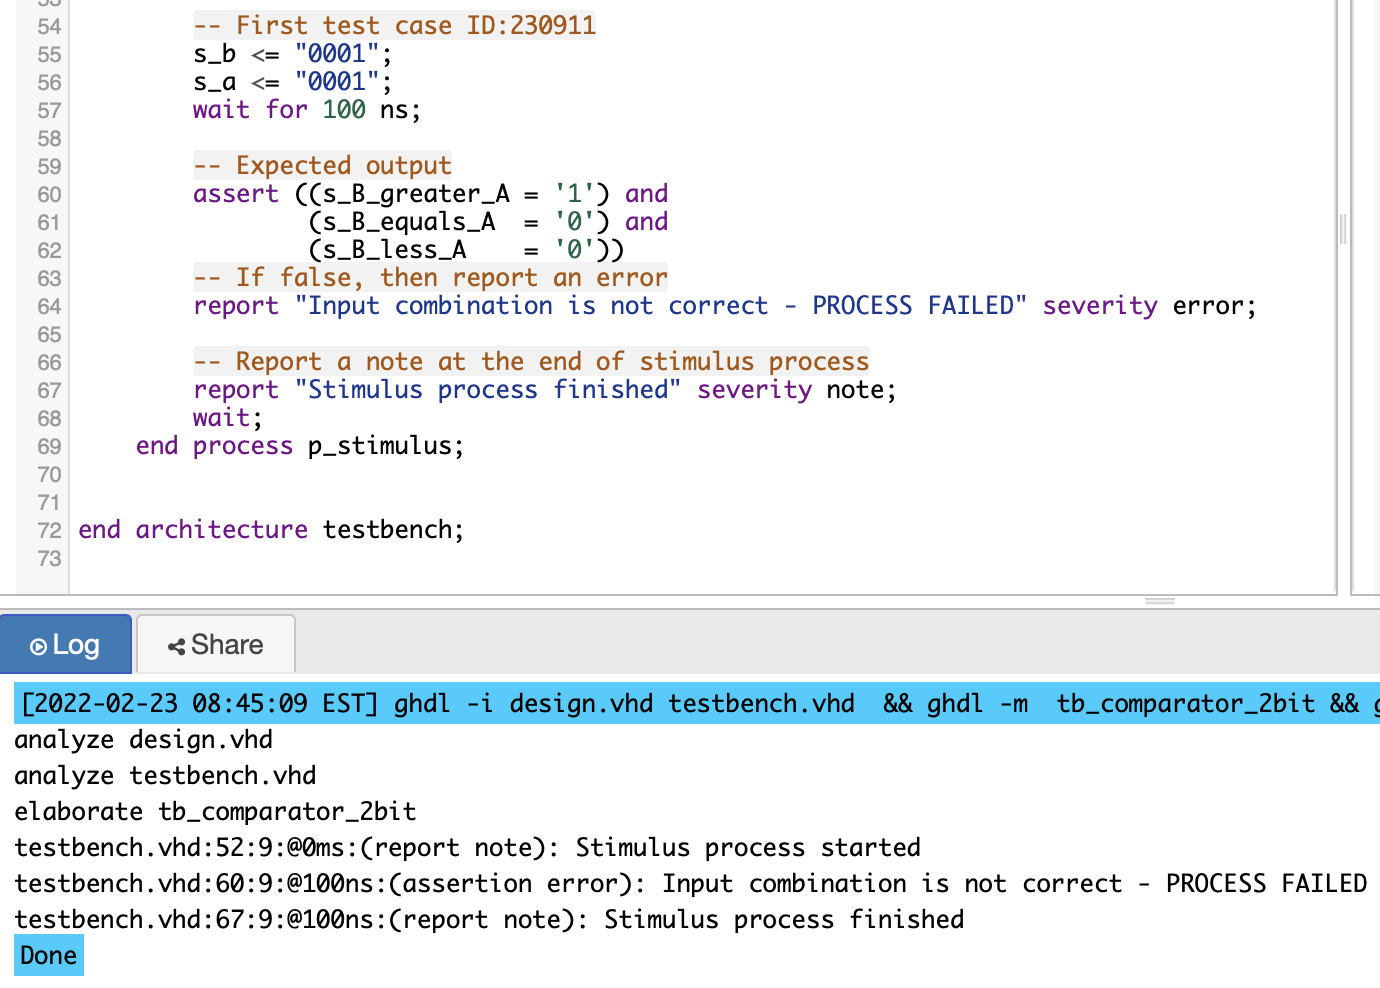 53
54 -- First test case ID:230911
55 s_b <= "0001";
56 s_a <= "0001";
57 wait for 100 ns;
58
59 -- Expected output
60 assert ((s_B_greater_A = '1') and
61 (s_B_equals_A  = '0') and
62 (s_B_less_A    = '0'))
63 -- If false, then report an error
64 report "Input combination is not correct - PROCESS FAILED" severity error;
65
66 -- Report a note at the end of stimulus process
67 report "Stimulus process finished" severity note;
68 wait;
69 end process p_stimulus;
70
71
72 end architecture testbench;
73
Log Share
[2022-02-23 08:45:09 EST] ghdl -i design.vhd testbench.vhd  && ghdl -m  tb_comparator_2bit &&
analyze design.vhd
analyze testbench.vhd
elaborate tb_comparator_2bit
testbench.vhd:52:9:@0ms:(report note): Stimulus process started
testbench.vhd:60:9:@100ns:(assertion error): Input combination is not correct - PROCESS FAILED
testbench.vhd:67:9:@100ns:(report note): Stimulus process finished
Done